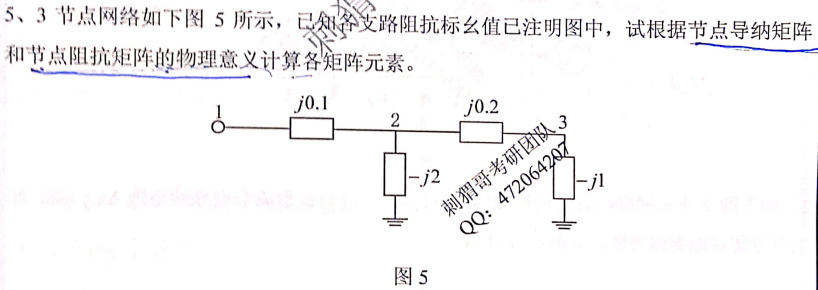 5、3 节点网络如下图 5 所示，已知各支路阻抗标幺值已注明图中，试根据节点导纳矩阵
和节点阻抗矩阵的物理意义计算各矩阵元素。
1
j0.1
2
j0.2
3
-j2
-j1
刺猬哥考研团队
QQ：472064207
图 5